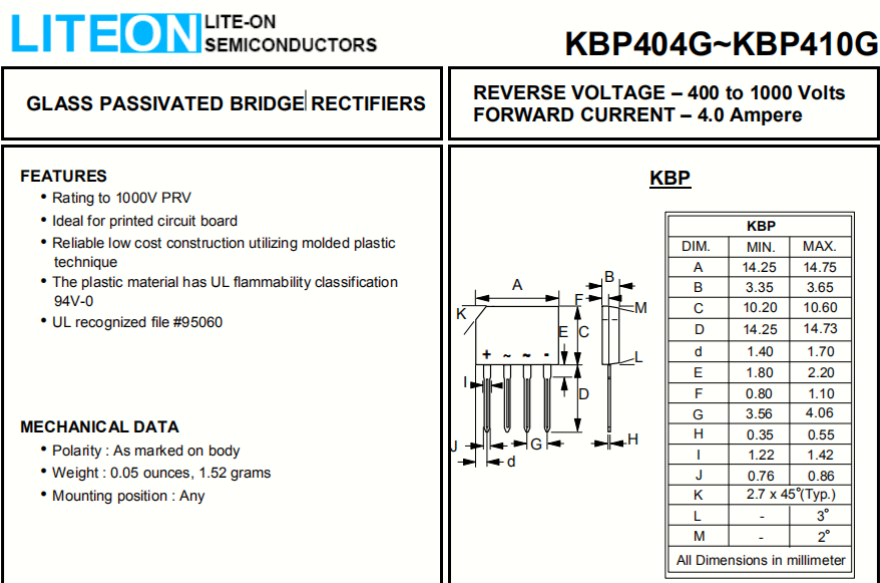 LITEON LITE-ON
SEMICONDUCTORS
KBP404G~KBP410G
GLASS PASSIVATED BRIDGE RECTIFIERS
REVERSE VOLTAGE – 400 to 1000 Volts
FORWARD CURRENT – 4.0 Ampere
FEATURES
• Rating to 1000V PRV
• Ideal for printed circuit board
• Reliable low cost construction utilizing molded plastic
technique
• The plastic material has UL flammability classification
94V-0
• UL recognized file #95060
MECHANICAL DATA
• Polarity : As marked on body
• Weight : 0.05 ounces, 1.52 grams
• Mounting position : Any
KBP
A
B
F
K
M
E C
+ ~ ~ -
L
I
D
J
G
H
d
KBP
DIM. MIN. MAX.
A 14.25 14.75
B 3.35 3.65
C 10.20 10.60
D 14.25 14.73
d 1.40 1.70
E 1.80 2.20
F 0.80 1.10
G 3.56 4.06
H 0.35 0.55
I 1.22 1.42
J 0.76 0.86
K 2.7 x 45°(Typ.)
L - 3°
M - 2°
All Dimensions in millimeter